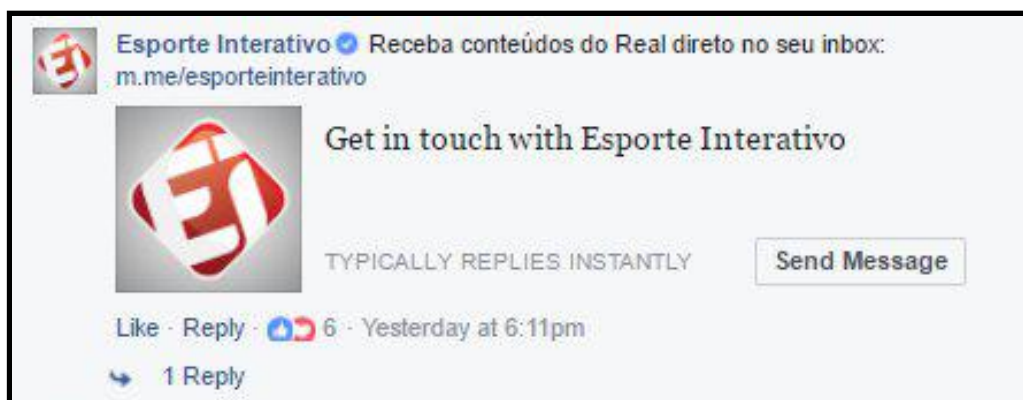 Esporte Interativo Receba conteúdos do Real direto no seu inbox:
m.me/esporteinterativo
Get in touch with Esporte Interativo
TYPICALLY REPLIES INSTANTLY
Send Message
Like · Reply · 6 · Yesterday at 6:11pm
1 Reply